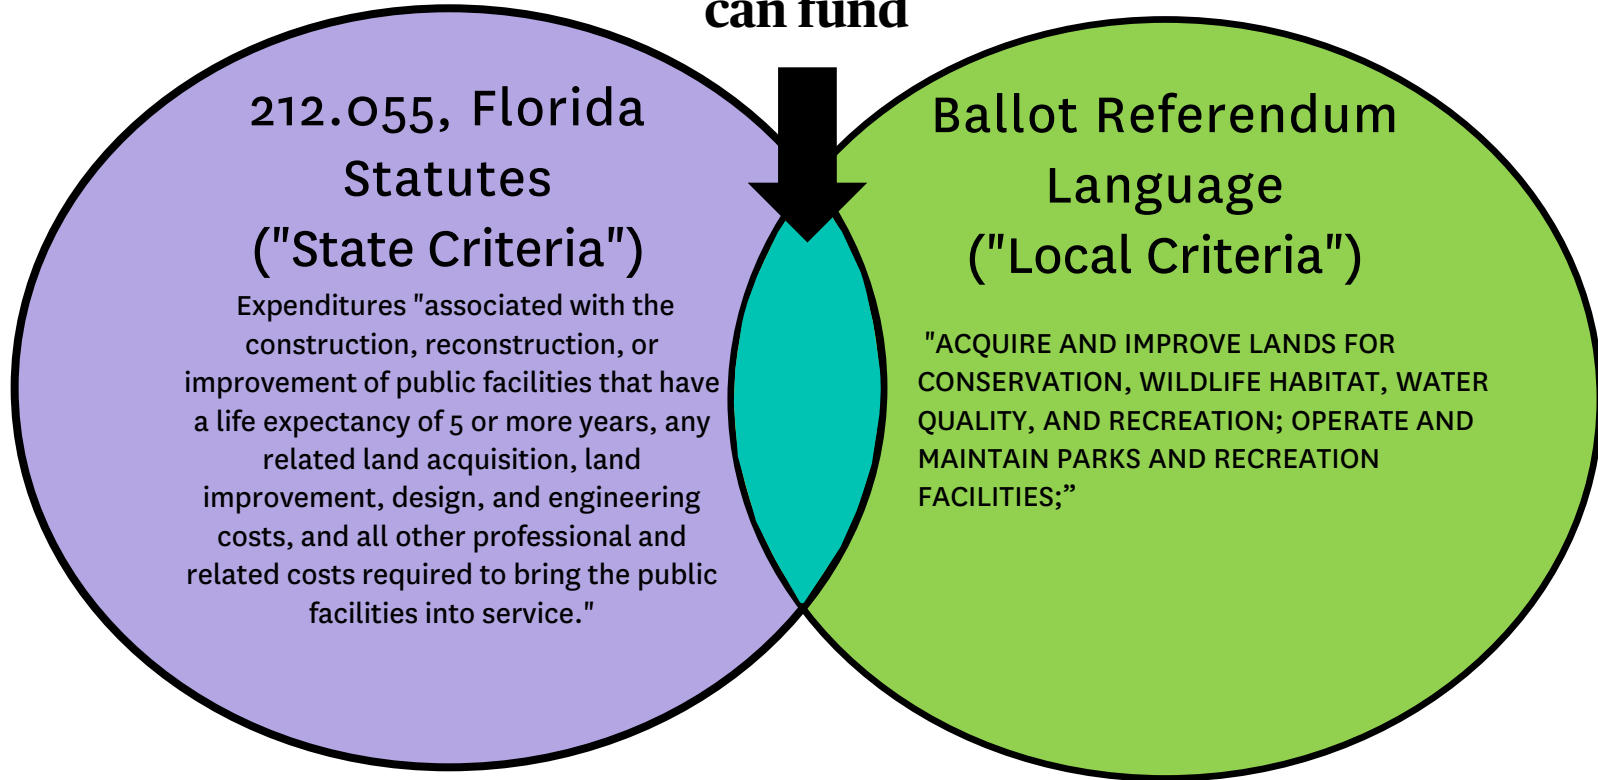 can fund
212.055, Florida
Statutes
("State Criteria")
Expenditures "associated with the
construction, reconstruction, or
improvement of public facilities that have
a life expectancy of 5 or more years, any
related land acquisition, land
improvement, design, and engineering
costs, and all other professional and
related costs required to bring the public
facilities into service."
Ballot Referendum
Language
("Local Criteria")
"ACQUIRE AND IMPROVE LANDS FOR
CONSERVATION, WILDLIFE HABITAT, WATER
QUALITY, AND RECREATION; OPERATE AND
MAINTAIN PARKS AND RECREATION
FACILITIES;”